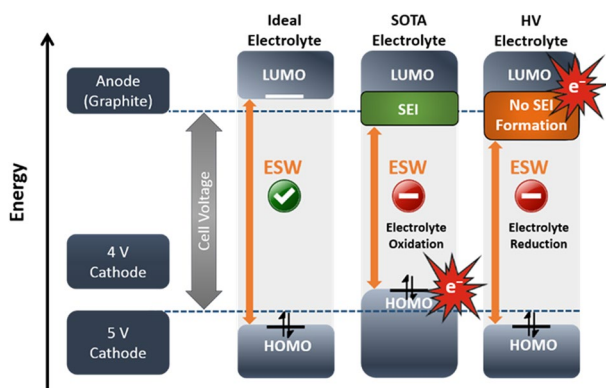 Ideal
Electrolyte
SOTA
Electrolyte
HV
Electrolyte
Energy
Anode
(Graphite)
4 V
Cathode
5 V
Cathode
Cell Voltage
LUMO
ESW
HOMO
LUMO
SEI
ESW
Electrolyte
Oxidation
HOMO
e⁻
LUMO
e⁻
No SEI
Formation
ESW
Electrolyte
Reduction
HOMO